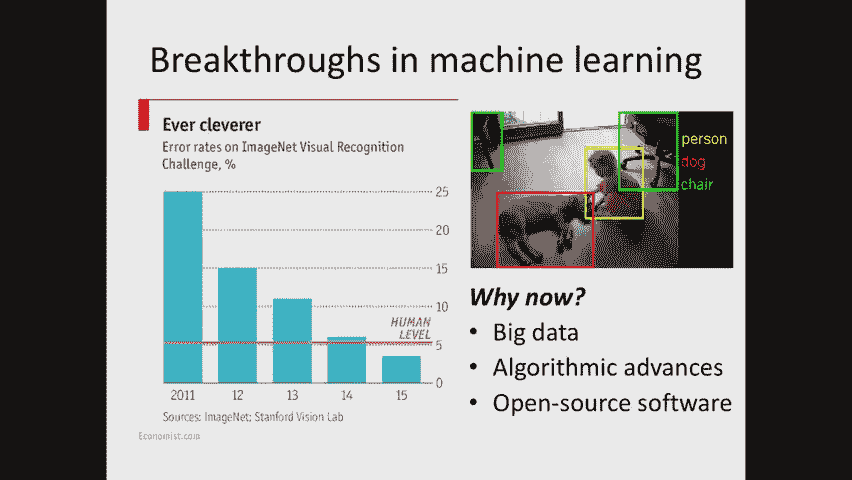 Breakthroughs in machine learning
Ever cleverer
Error rates on ImageNet Visual Recognition
Challenge, %
25
20
15
10
HUMAN
LEVEL
5
0
2011 12 13 14 15
Sources: ImageNet; Stanford Vision Lab
Economist.com
person
dog
chair
Why now?
• Big data
• Algorithmic advances
• Open-source software